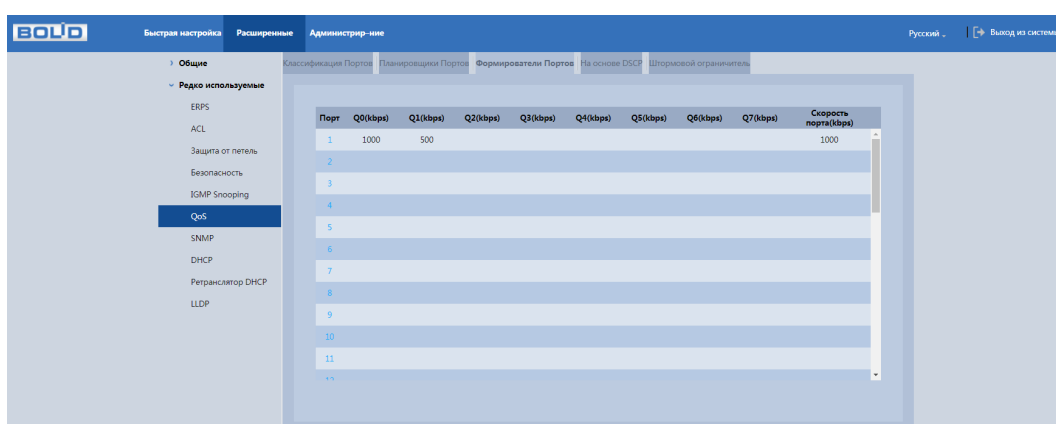 BOLID
Быстрая настройка Расширенные Администрир-ние Русский Выход из систем
Общие
Классификация Портов Планировщики Портов Формирователи Портов На основе DSCP Штормовой ограничитель
Редко используемые
ERPS
ACL
Защита от петель
Безопасность
IGMP Snooping
QoS
SNMP
DHCP
Ретранслятор DHCP
LLDP
Порт Q0(kbps) Q1(kbps) Q2(kbps) Q3(kbps) Q4(kbps) Q5(kbps) Q6(kbps) Q7(kbps) Скорость порта(kbps)
1 1000 500 1000
2
3
4
5
6
7
8
9
10
11